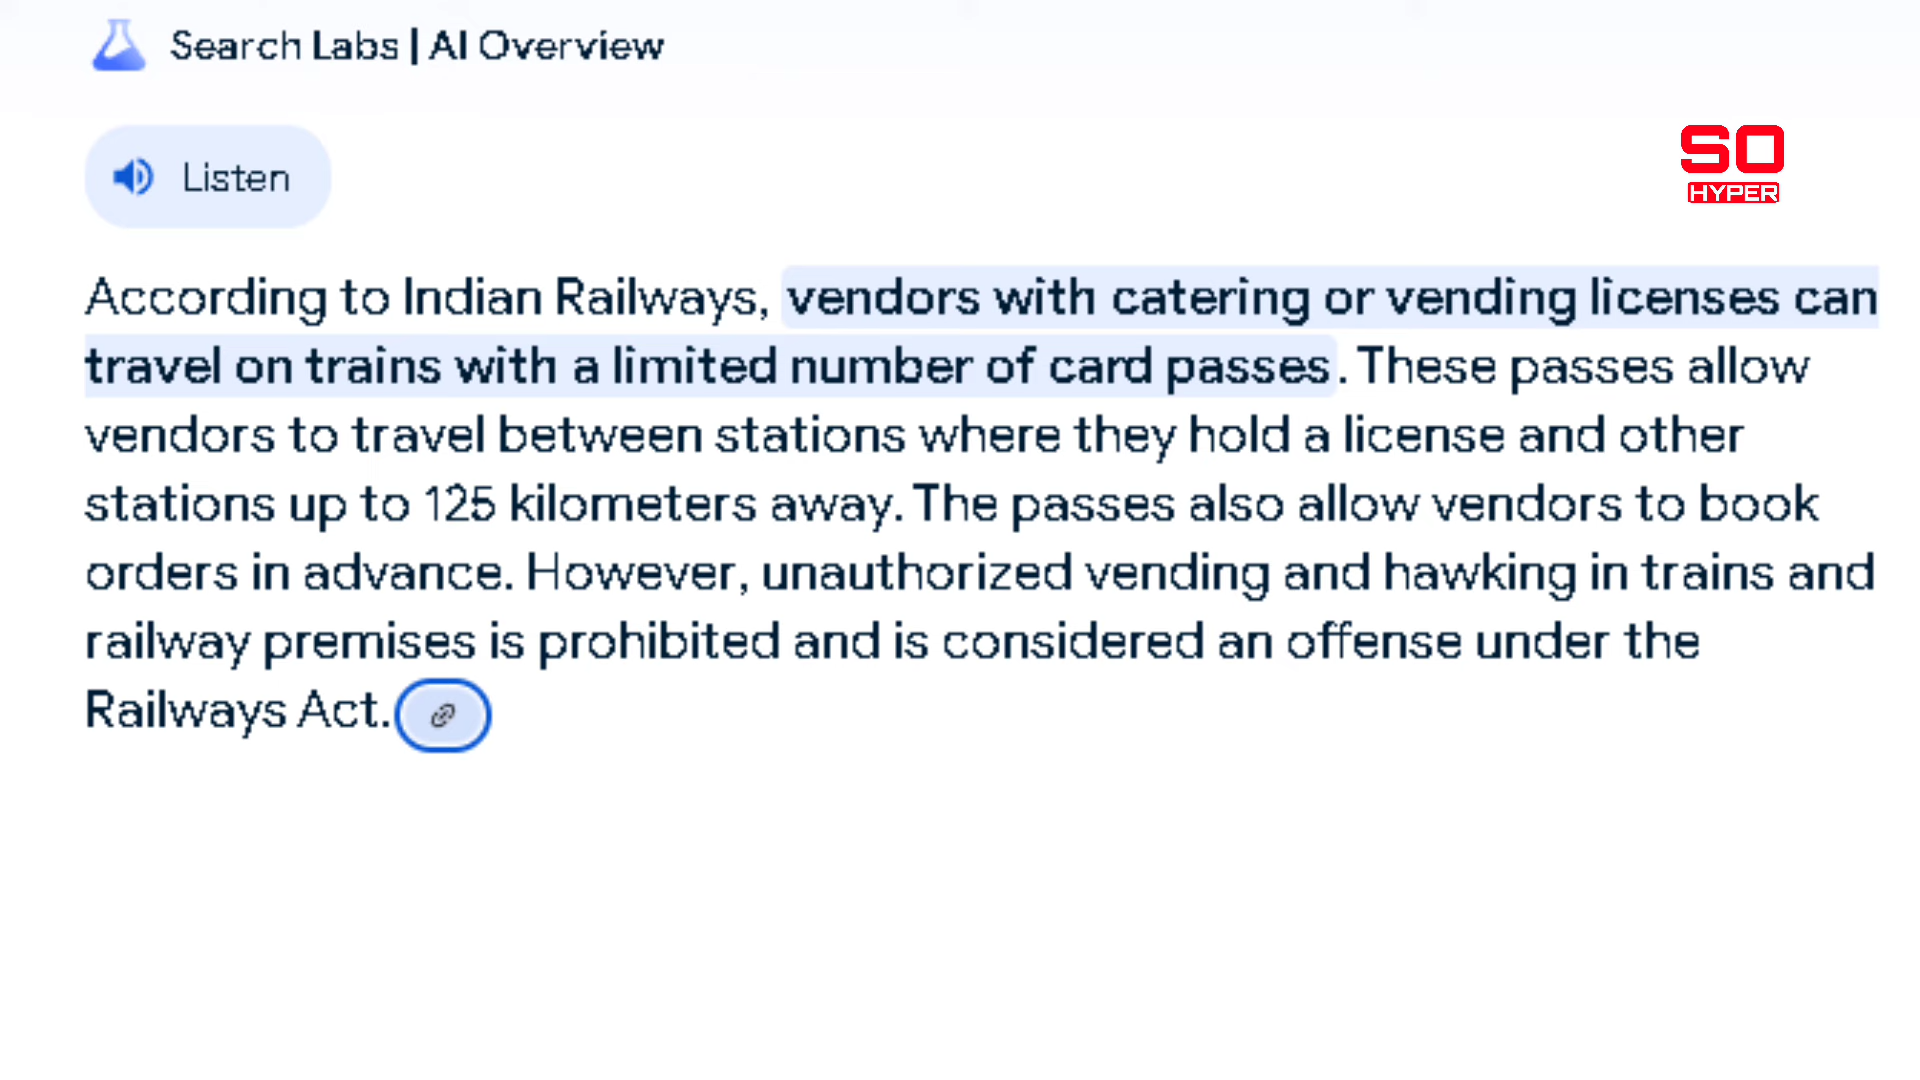 Search Labs | AI Overview
Listen
SO
HYPER
According to Indian Railways, vendors with catering or vending licenses can
travel on trains with a limited number of card passes. These passes allow
vendors to travel between stations where they hold a license and other
stations up to 125 kilometers away. The passes also allow vendors to book
orders in advance. However, unauthorized vending and hawking in trains and
railway premises is prohibited and is considered an offense under the
Railways Act.